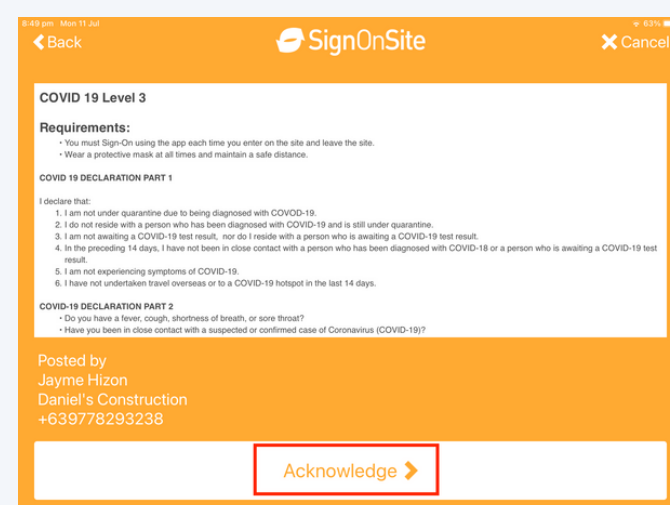 8:49 pm Mon 11 Jul
63%
Back
SignOnSite
Cancel
COVID 19 Level 3
Requirements:
• You must Sign-On using the app each time you enter on the site and leave the site.
• Wear a protective mask at all times and maintain a safe distance.
COVID 19 DECLARATION PART 1
I declare that:
1. I am not under quarantine due to being diagnosed with COVOD-19.
2. I do not reside with a person who has been diagnosed with COVID-19 and is still under quarantine.
3. I am not awaiting a COVID-19 test result, nor do I reside with a person who is awaiting a COVID-19 test result.
4. In the preceding 14 days, I have not been in close contact with a person who has been diagnosed with COVID-18 or a person who is awaiting a COVID-19 test
result.
5. I am not experiencing symptoms of COVID-19.
6. I have not undertaken travel overseas or to a COVID-19 hotspot in the last 14 days.
COVID-19 DECLARATION PART 2
• Do you have a fever, cough, shortness of breath, or sore throat?
• Have you been in close contact with a suspected or confirmed case of Coronavirus (COVID-19)?
Posted by
Jayme Hizon
Daniel's Construction
+639778293238
Acknowledge